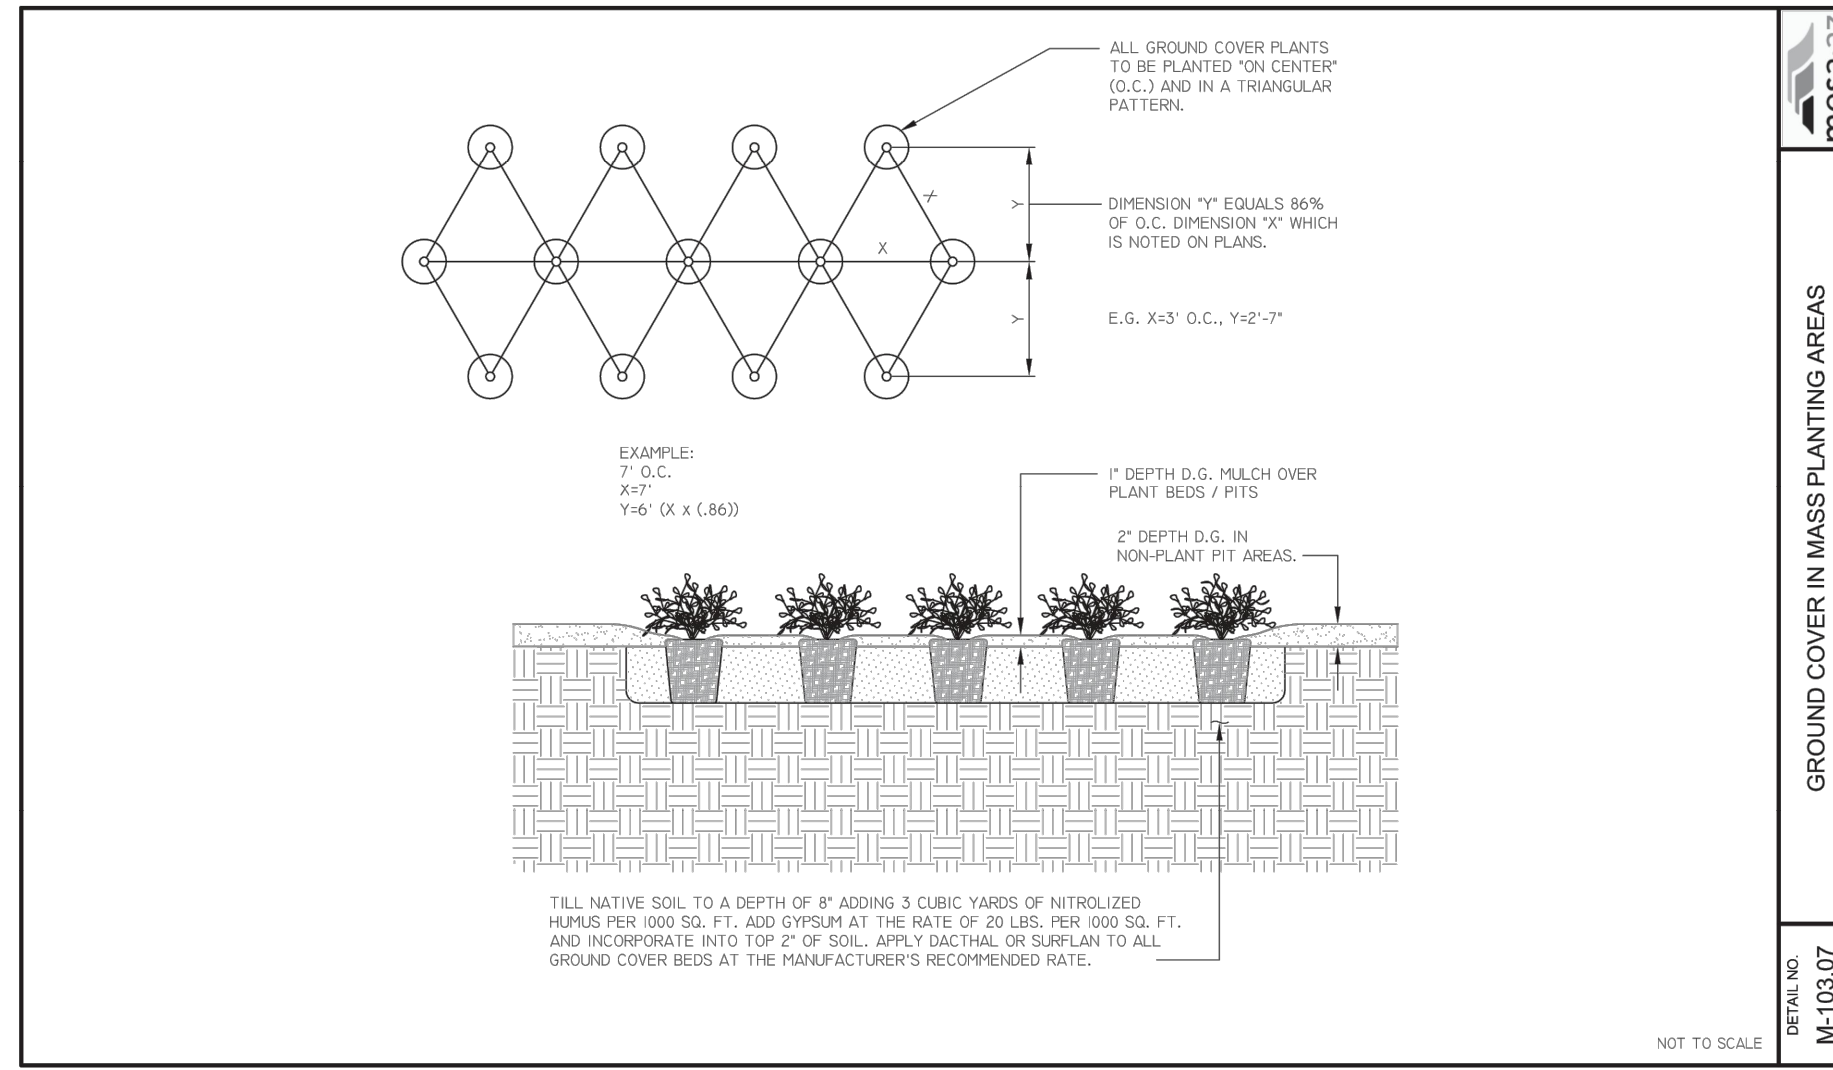 ALL GROUND COVER PLANTS
TO BE PLANTED "ON CENTER"
(O.C.) AND IN A TRIANGULAR
PATTERN.
X
DIMENSION "Y" EQUALS 86%
OF O.C. DIMENSION "X" WHICH
IS NOTED ON PLANS.
Y
X
Y
E.G. X=3' O.C., Y=2'-7"
EXAMPLE:
7' O.C.
X=7'
Y=6' (X x (.86))
1" DEPTH D.G. MULCH OVER
PLANT BEDS / PITS
2" DEPTH D.G. IN
NON-PLANT PIT AREAS.
TILL NATIVE SOIL TO A DEPTH OF 8" ADDING 3 CUBIC YARDS OF NITROLIZED
HUMUS PER 1000 SQ. FT. ADD GYPSUM AT THE RATE OF 20 LBS. PER 1000 SQ. FT.
AND INCORPORATE INTO TOP 2" OF SOIL. APPLY DACTHAL OR SURFLAN TO ALL
GROUND COVER BEDS AT THE MANUFACTURER'S RECOMMENDED RATE.
NOT TO SCALE
GROUND COVER IN MASS PLANTING AREAS
DETAIL NO.
M-103.07